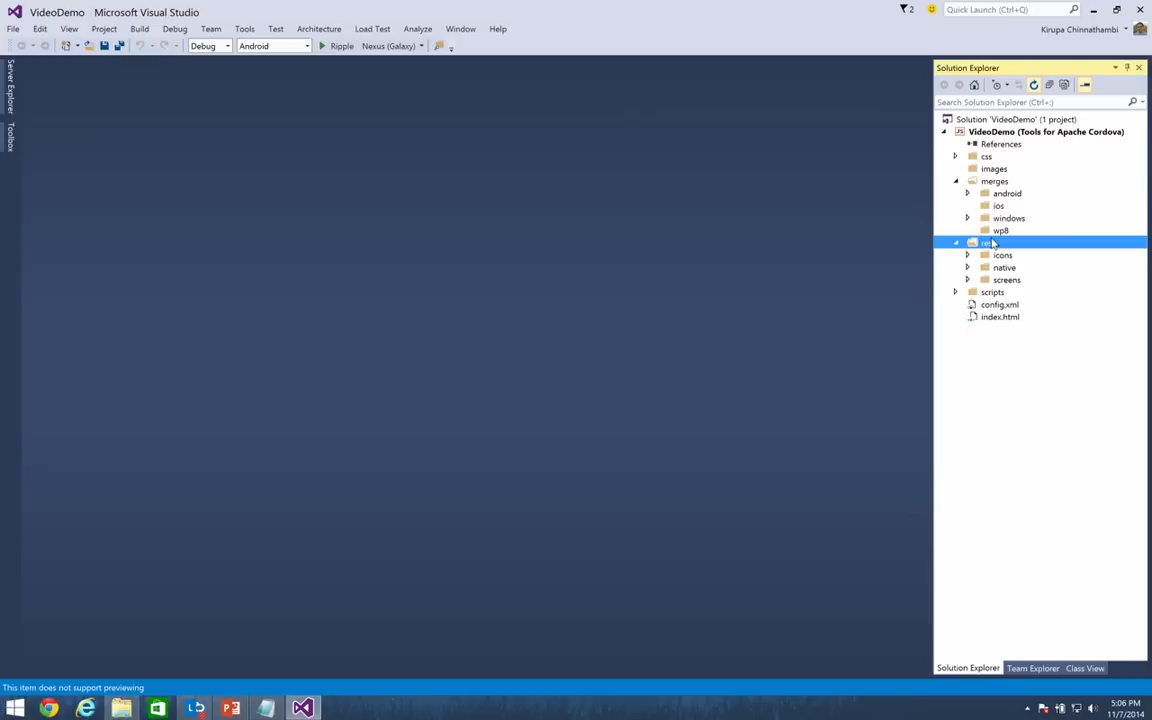 VideoDemo - Microsoft Visual Studio
2
Quick Launch (Ctrl+Q)
File Edit View Project Build Debug Team Tools Test Architecture Load Test Analyze Window Help
Kirupa Chinnathambi
Debug Android Ripple Nexus (Galaxy)
Server Explorer
Toolbox
Solution Explorer
Search Solution Explorer (Ctrl+;)
Solution 'VideoDemo' (1 project)
VideoDemo (Tools for Apache Cordova)
References
css
images
merges
android
ios
windows
wp8
icons
native
screens
scripts
config.xml
index.html
Solution Explorer Team Explorer Class View
This item does not support previewing
5:06 PM
11/7/2014